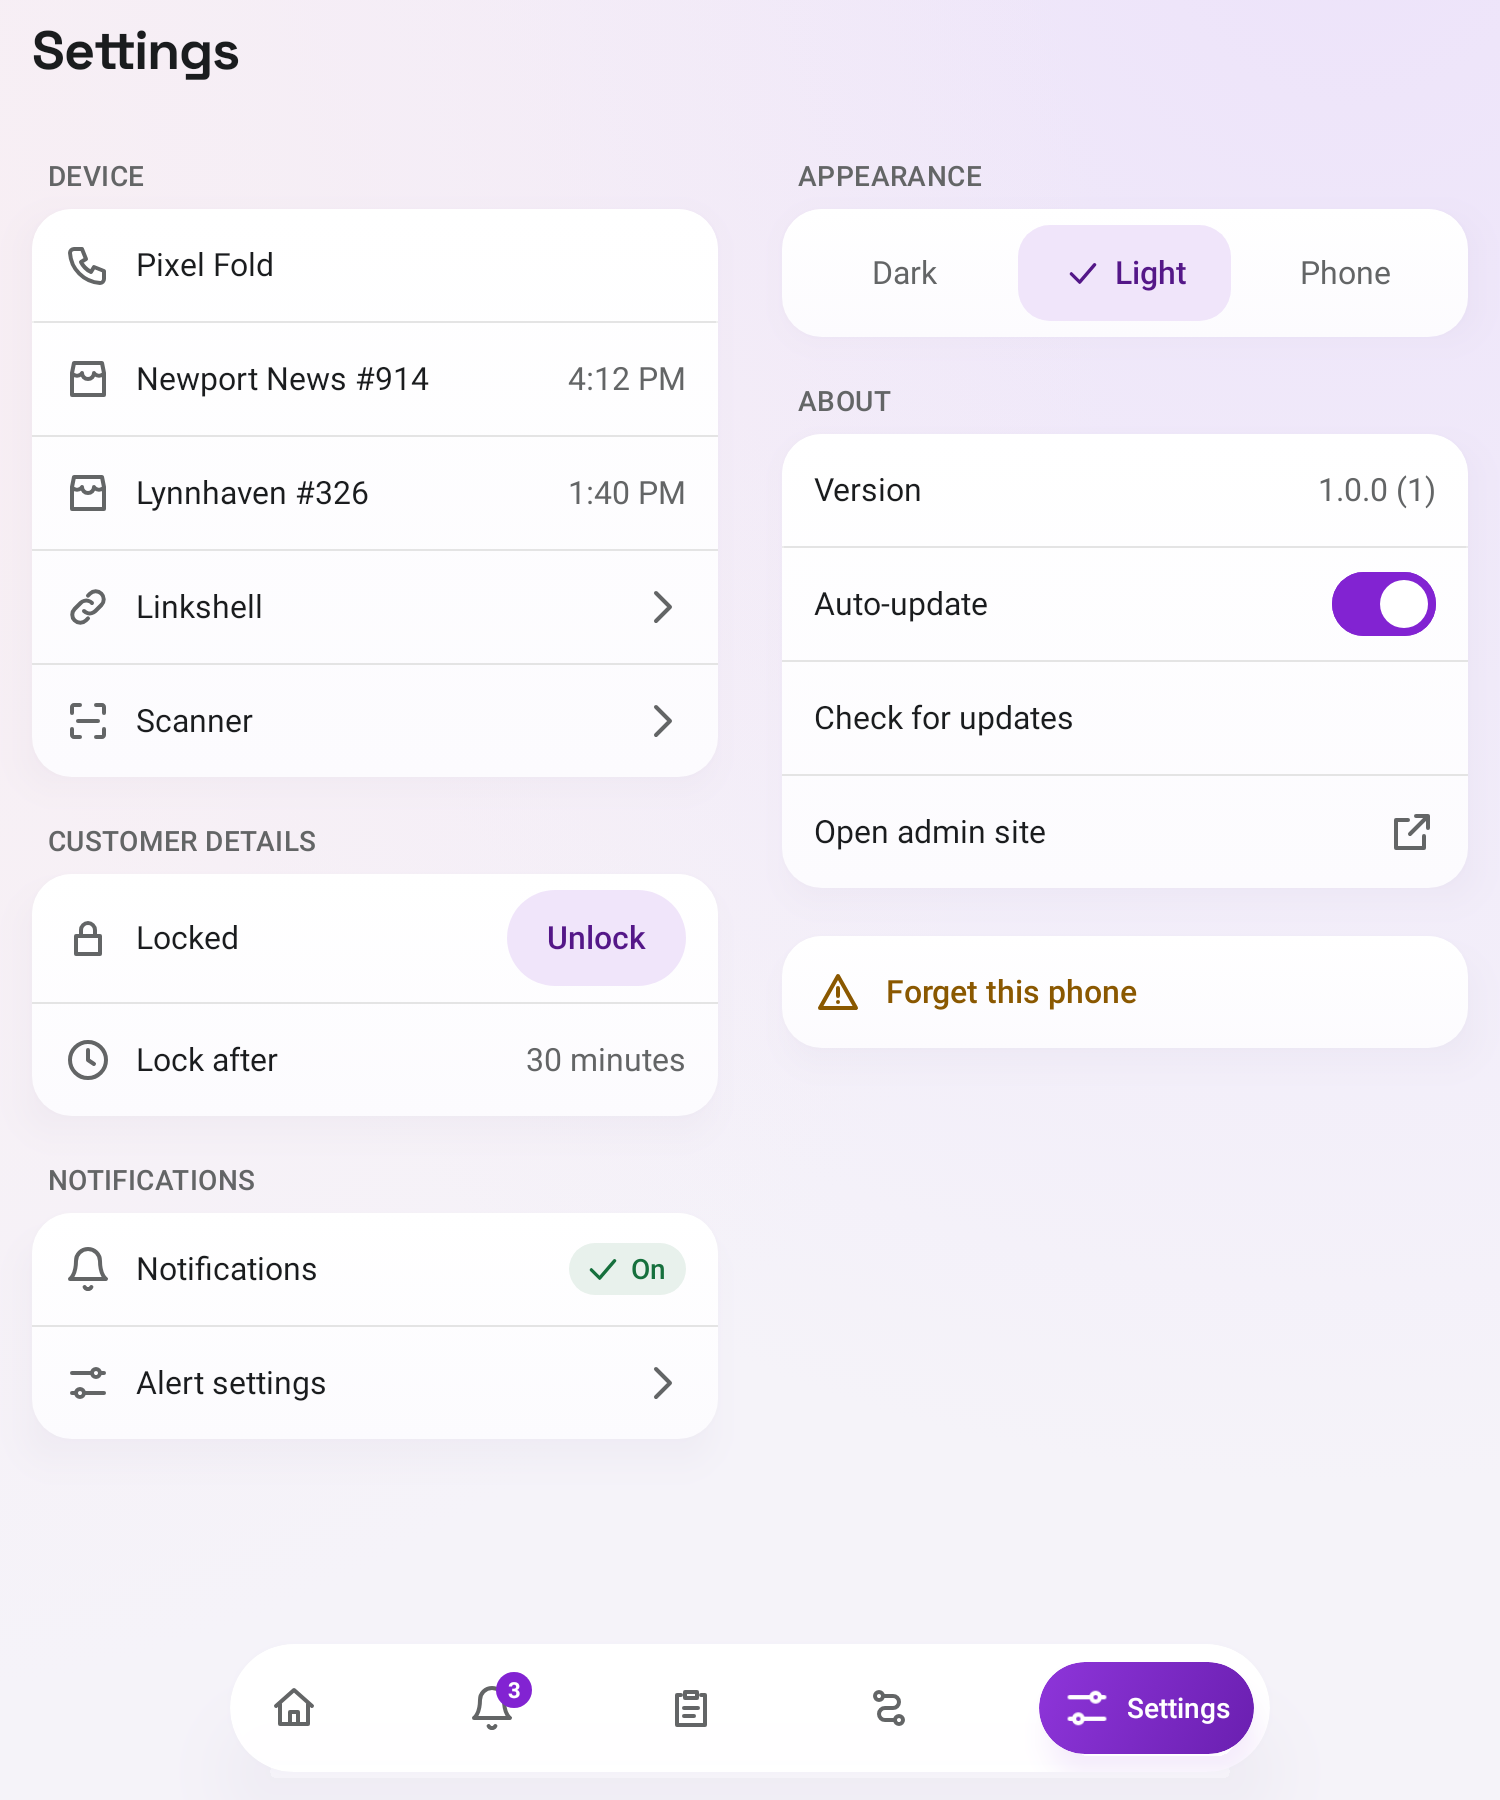 Settings
DEVICE
Pixel Fold
Newport News #914 4:12 PM
Lynnhaven #326 1:40 PM
Linkshell
Scanner
CUSTOMER DETAILS
Locked Unlock
Lock after 30 minutes
NOTIFICATIONS
Notifications On
Alert settings
APPEARANCE
Dark Light Phone
ABOUT
Version 1.0.0 (1)
Auto-update
Check for updates
Open admin site
Forget this phone
3
Settings